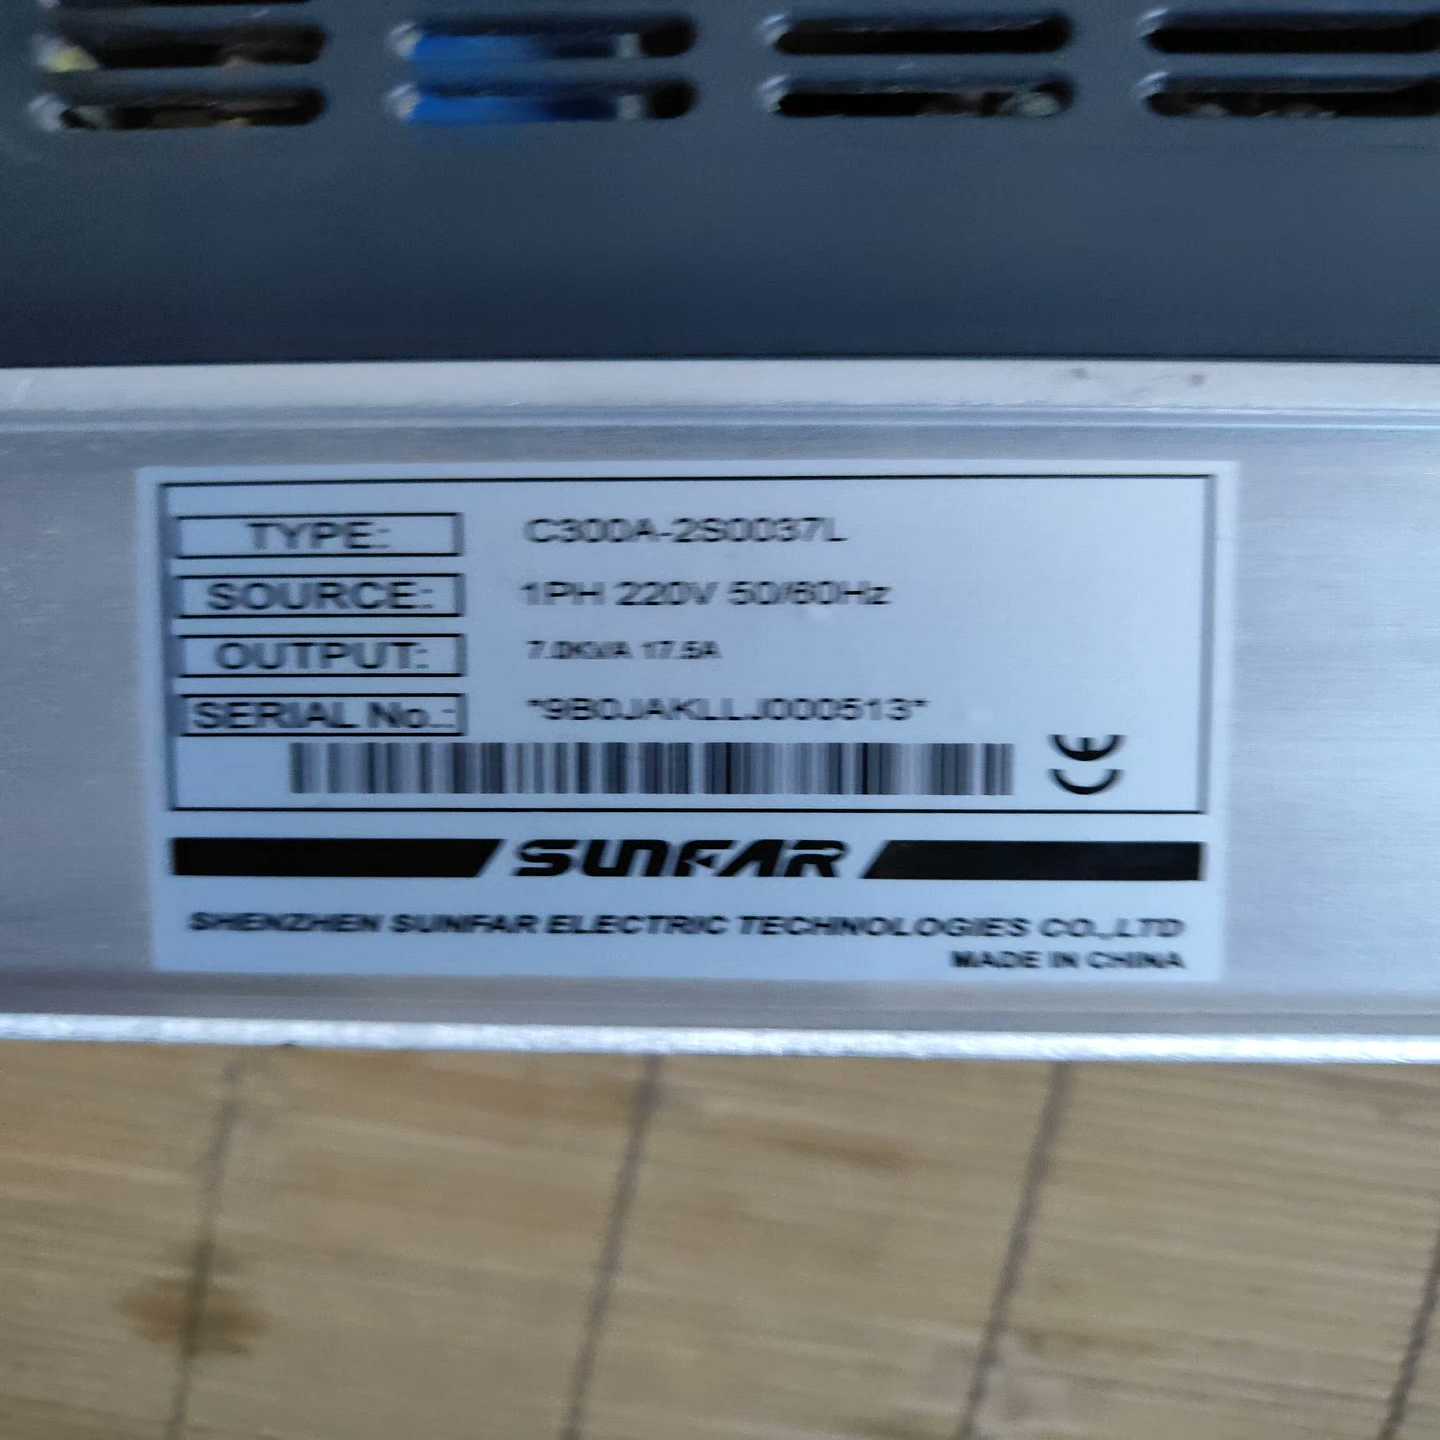 TYPE: C300A-2S0037L
SOURCE: 1PH 220V 50/60Hz
OUTPUT: 7.0KVA 17.5A
SERIAL No.: *9B0JAKLLJ000513*
CE
SUNFAR
SHENZHEN SUNFAR ELECTRIC TECHNOLOGIES CO.,LTD
MADE IN CHINA